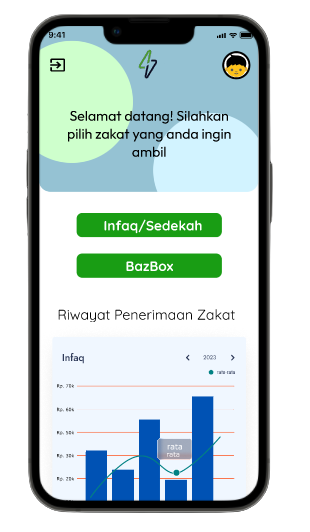 9:41
Selamat datang! Silahkan
pilih zakat yang anda ingin
ambil
Infaq/Sedekah
BazBox
Riwayat Penerimaan Zakat
Infaq
2023
rata-rata
Rp. 70k
Rp. 60k
Rp. 50k
Rp. 30k
Rp. 20k
rata
rata